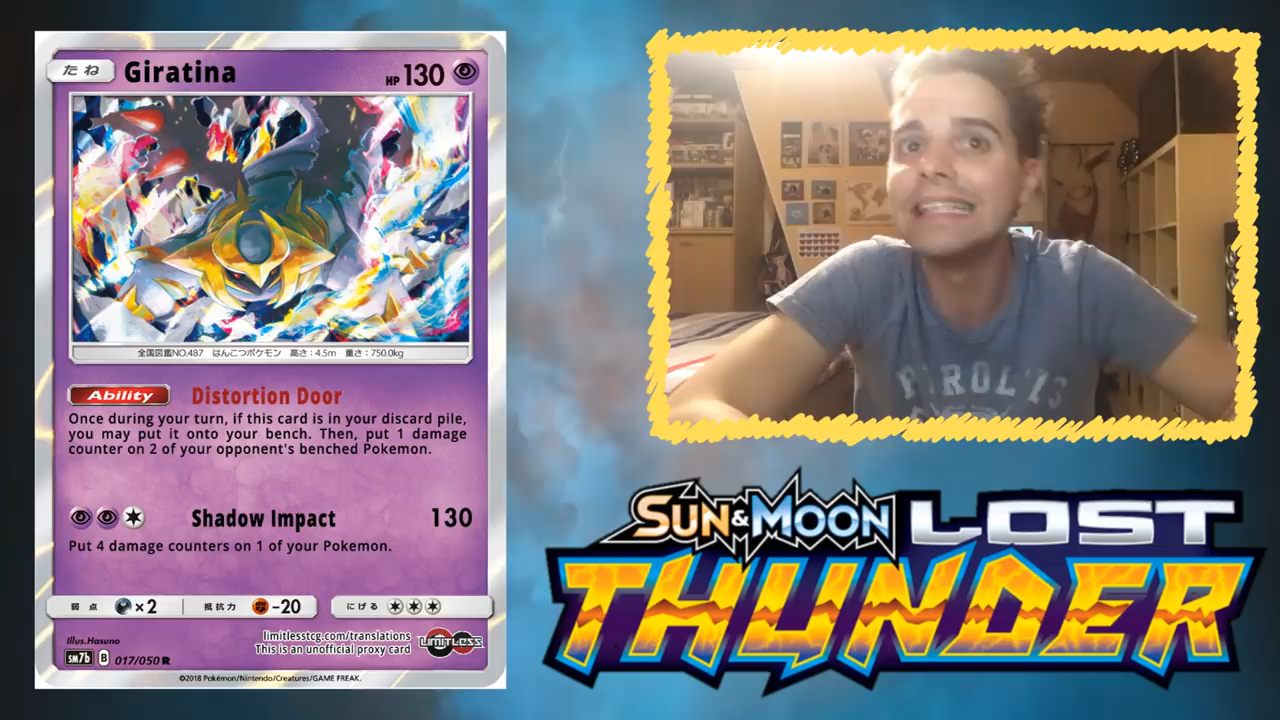 たね Giratina HP 130
全国図鑑NO.487 はんこつポケモン 高さ:4.5m 重さ:750.0kg
Ability Distortion Door
Once during your turn, if this card is in your discard pile,
you may put it onto your bench. Then, put 1 damage
counter on 2 of your opponent's benched Pokemon.
Shadow Impact 130
Put 4 damage counters on 1 of your Pokemon.
弱点 ×2 抵抗力 -20 にげる
Illus.Hasuno
limitlesstcg.com/translations
This is an unofficial proxy card
LIMITLESS
sm7b B 017/050 R
©2018 Pokémon/Nintendo/Creatures/GAME FREAK.
SUN & MOON LOST
THUNDER